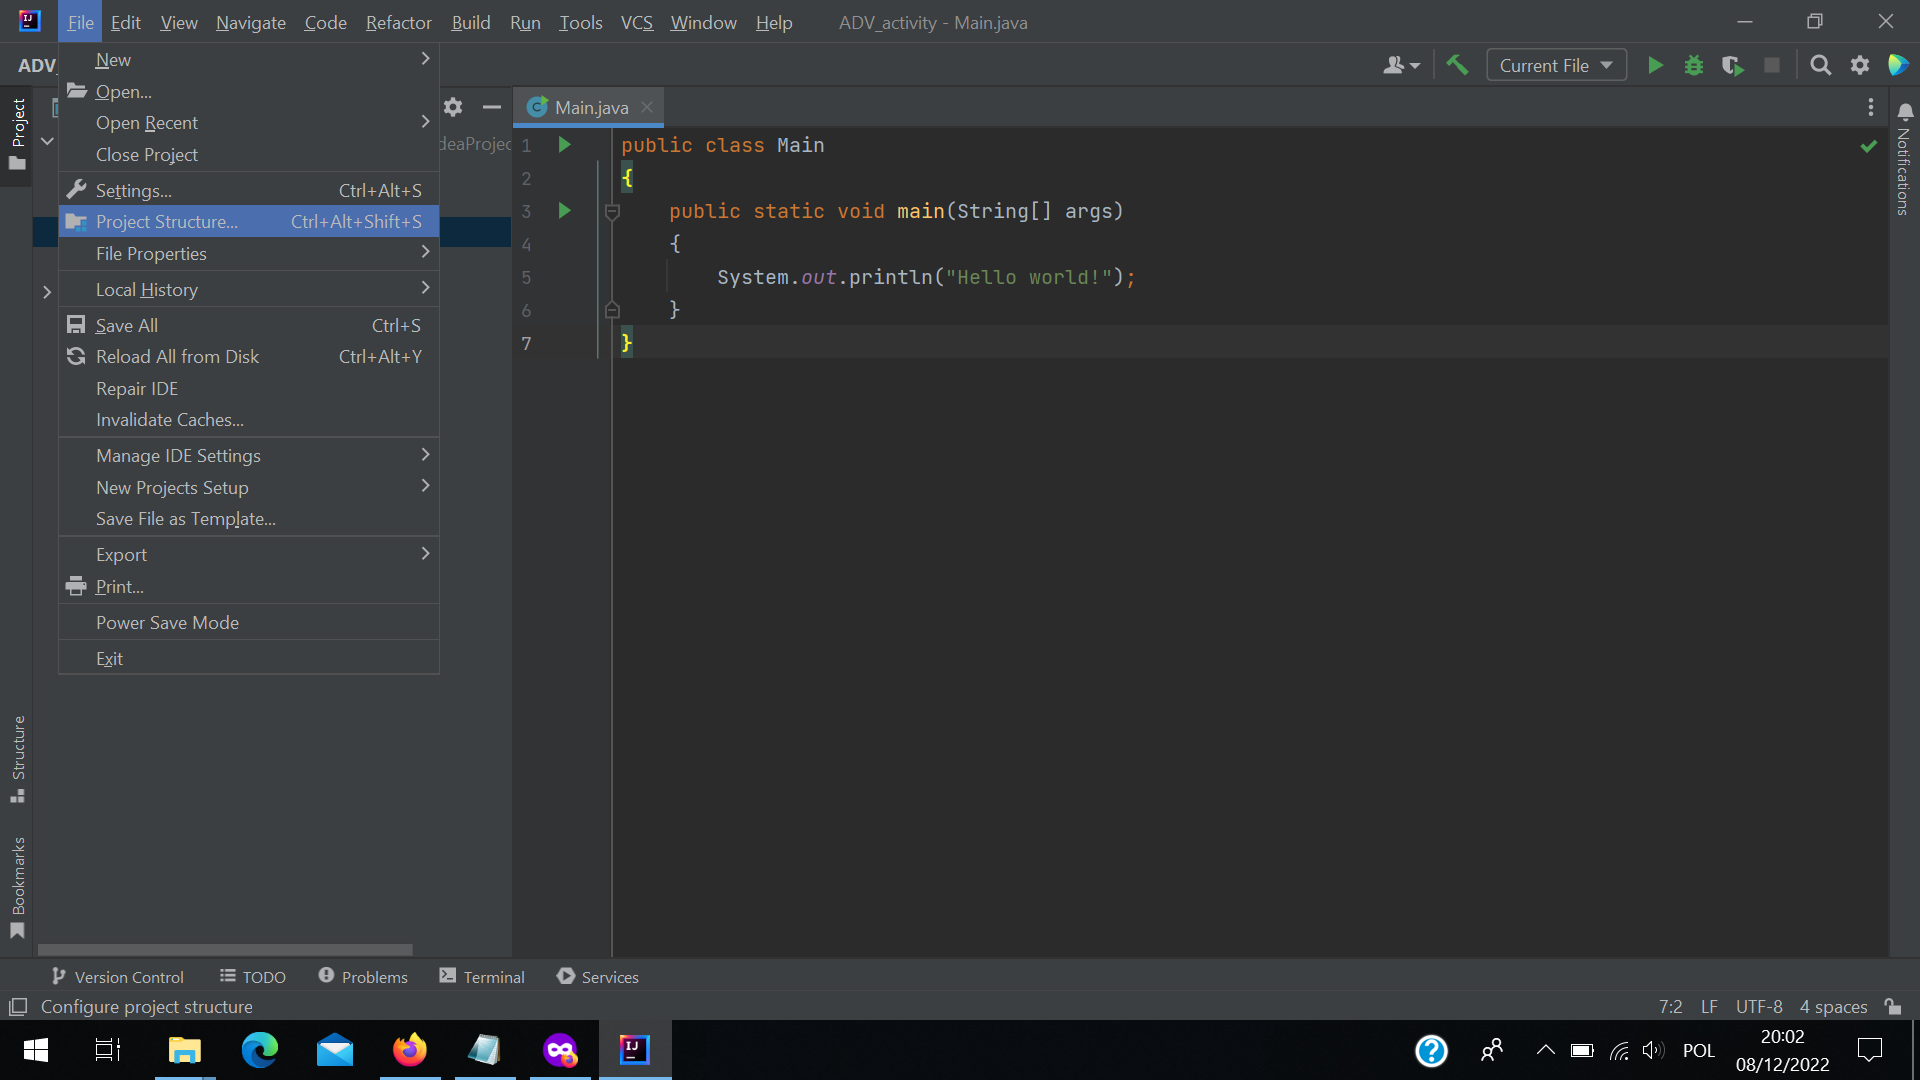 File Edit View Navigate Code Refactor Build Run Tools VCS Window Help ADV_activity - Main.java
ADV_
Current File
New
Open...
Open Recent
Close Project
Settings... Ctrl+Alt+S
Project Structure... Ctrl+Alt+Shift+S
File Properties
Local History
Save All Ctrl+S
Reload All from Disk Ctrl+Alt+Y
Repair IDE
Invalidate Caches...
Manage IDE Settings
New Projects Setup
Save File as Template...
Export
Print...
Power Save Mode
Exit
Project
Structure
Bookmarks
deaProjec
Main.java
1 public class Main
2 {
3 public static void main(String[] args)
4 {
5 System.out.println("Hello world!");
6 }
7 }
Notifications
Version Control TODO Problems Terminal Services
Configure project structure 7:2 LF UTF-8 4 spaces
POL
20:02
08/12/2022